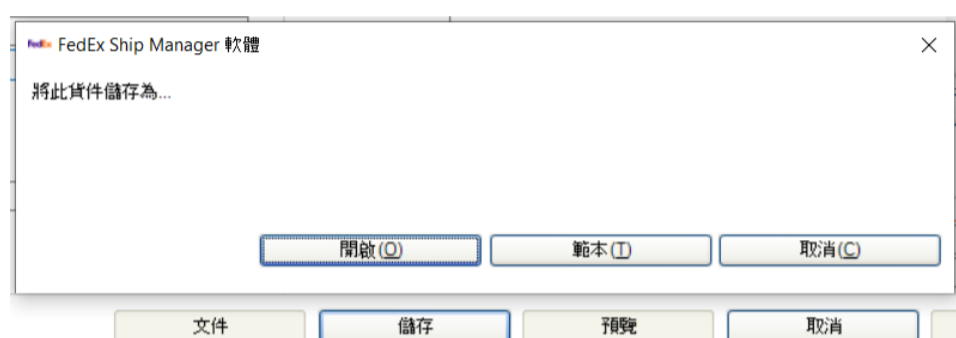 FedEx FedEx Ship Manager 軟體
將此貨件儲存為...
開啟(O) 範本(T) 取消(C)
文件 儲存 預覽 取消